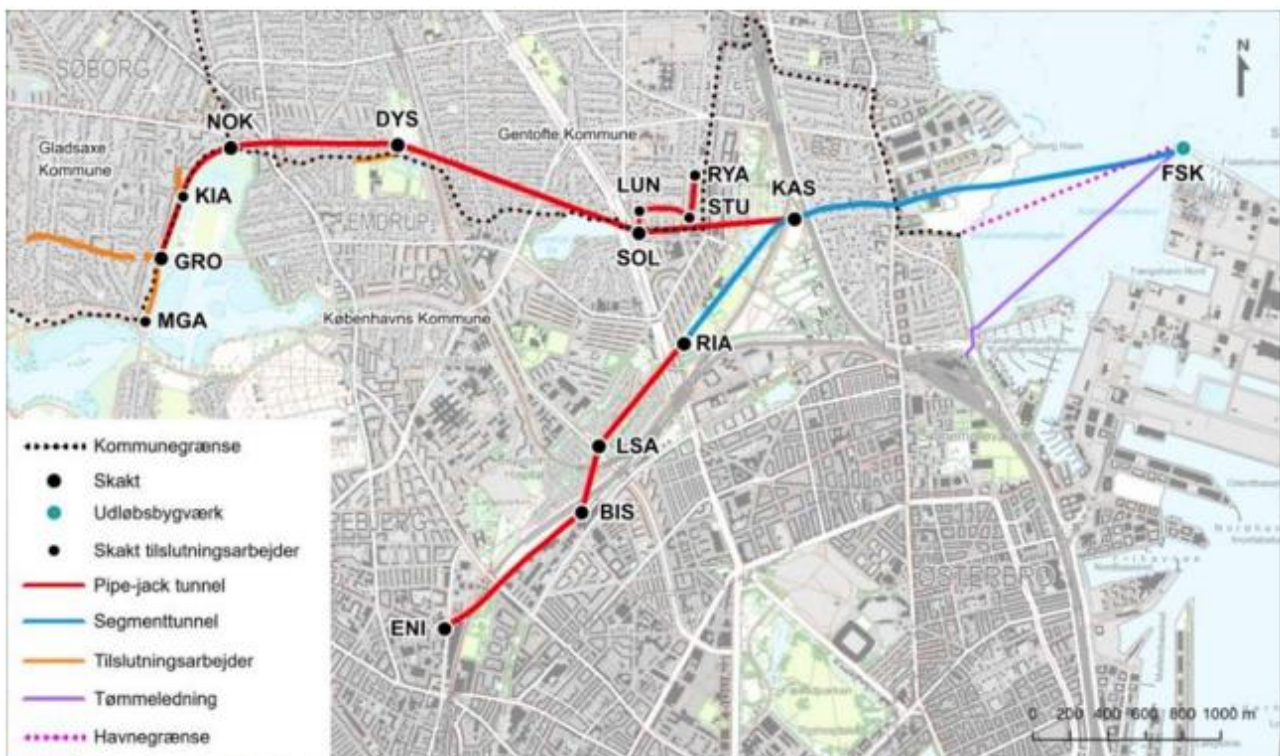 SØBORG
N
NOK
DYS
Gladsaxe
Kommune
Gentofte Kommune
KIA
LUN
RYA
STU
KAS
FSK
GRO
SOL
MGA
Københavns Kommune
RIA
LSA
BIS
ENI
ØSTERBRO
Kommunegrænse
Skakt
Udløbsbygværk
Skakt tilslutningsarbejder
Pipe-jack tunnel
Segmenttunnel
Tilslutningsarbejder
Tømmeledning
Havnegrænse
0 200 400 600 800 1000 m